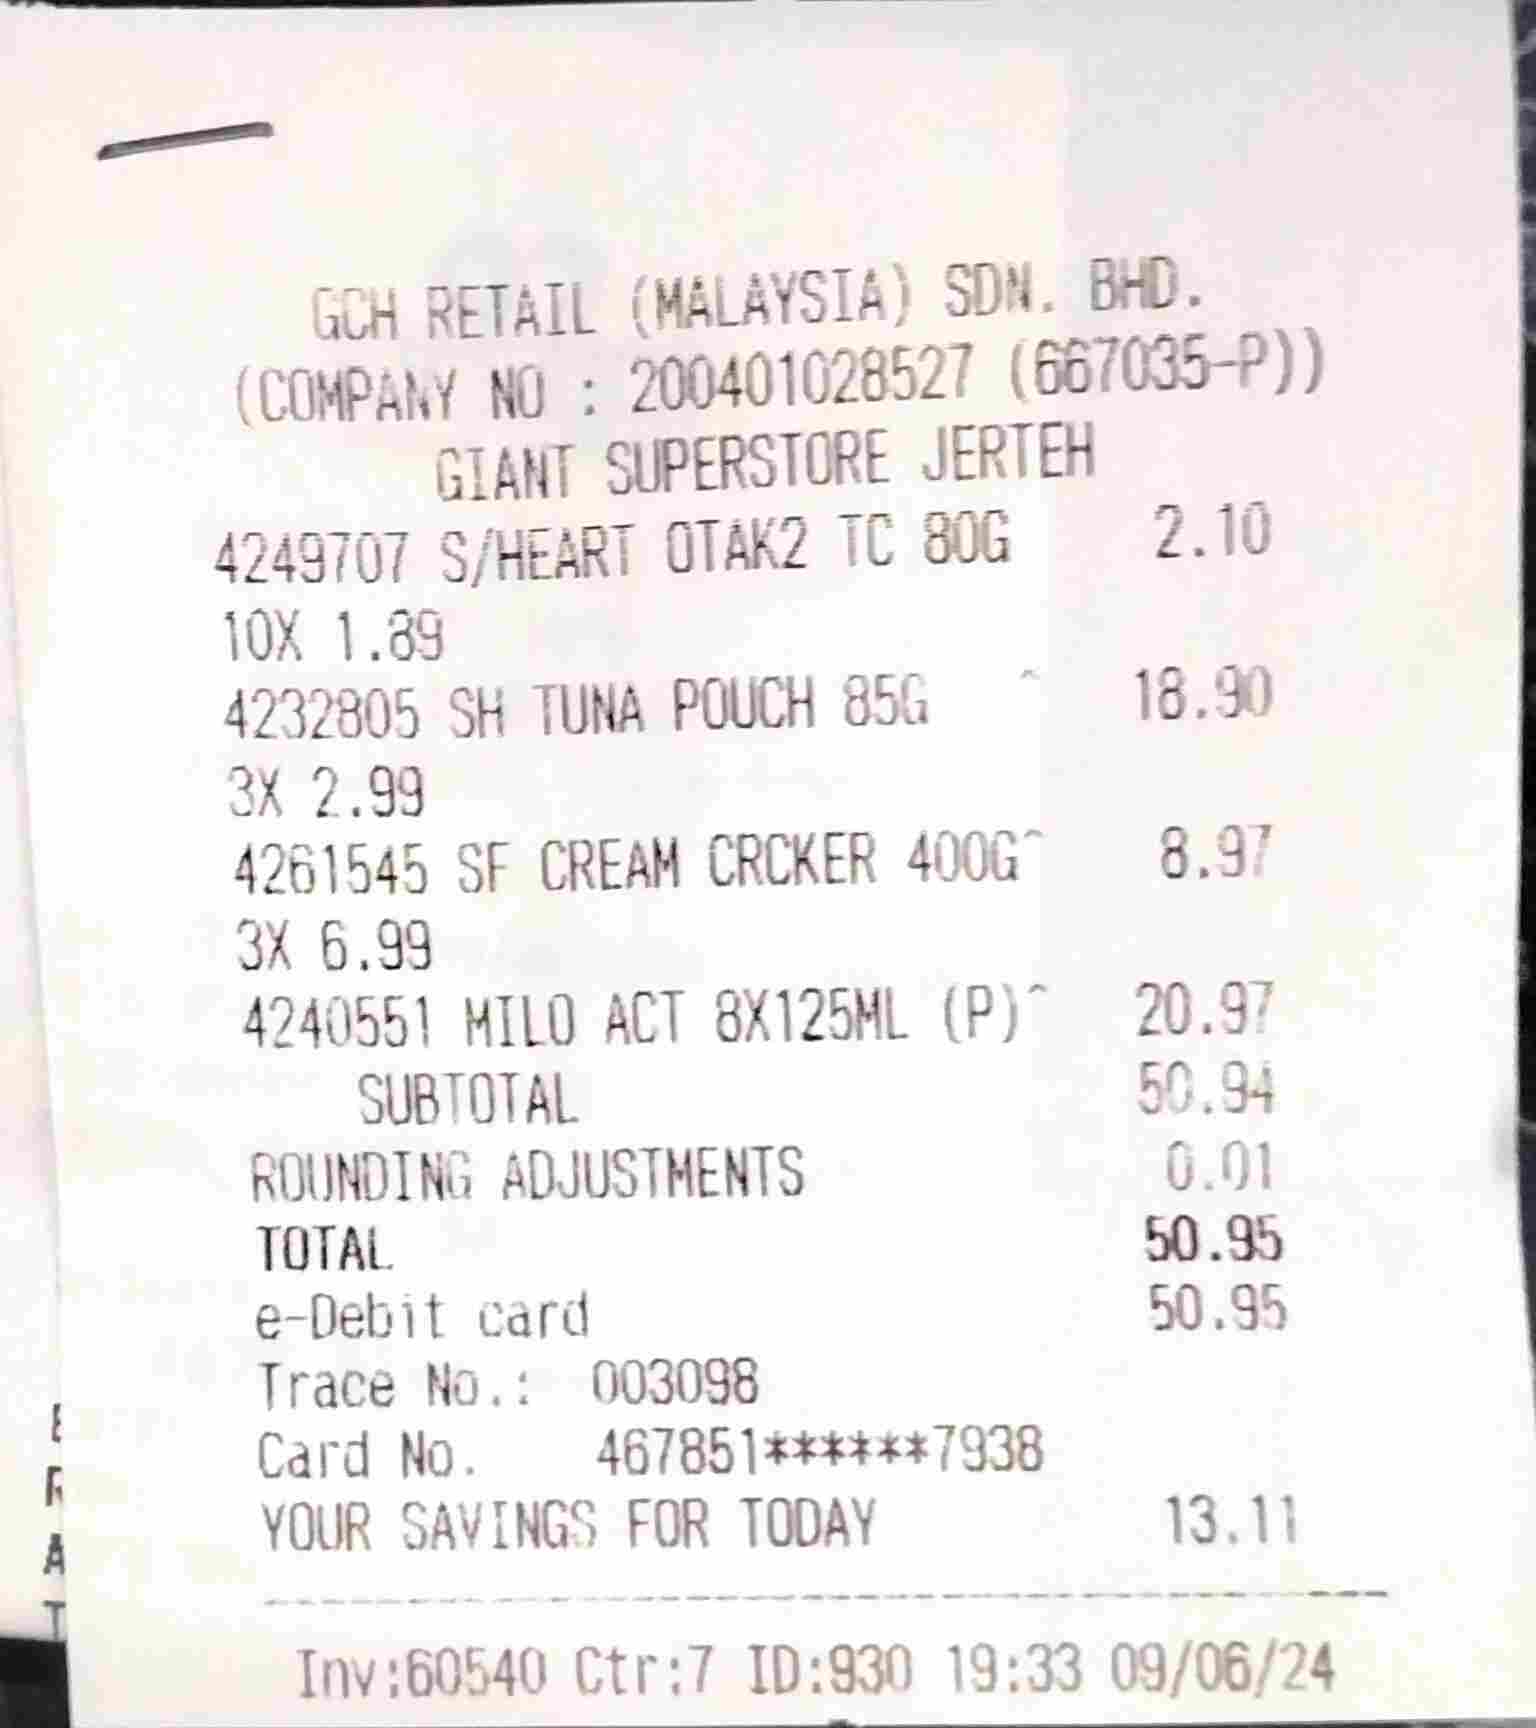 GCH RETAIL (MALAYSIA) SDN. BHD.
(COMPANY NO : 200401028527 (667035-P))
GIANT SUPERSTORE JERTEH
4249707 S/HEART OTAK2 TC 80G 2.10
10X 1.89
4232805 SH TUNA POUCH 85G ^ 18.90
3X 2.99
4261545 SF CREAM CRCKER 400G^ 8.97
3X 6.99
4240551 MILO ACT 8X125ML (P)^ 20.97
SUBTOTAL 50.94
ROUNDING ADJUSTMENTS 0.01
TOTAL 50.95
e-Debit card 50.95
Trace No.: 003098
Card No. 467851******7938
YOUR SAVINGS FOR TODAY 13.11
Inv:60540 Ctr:7 ID:930 19:33 09/06/24